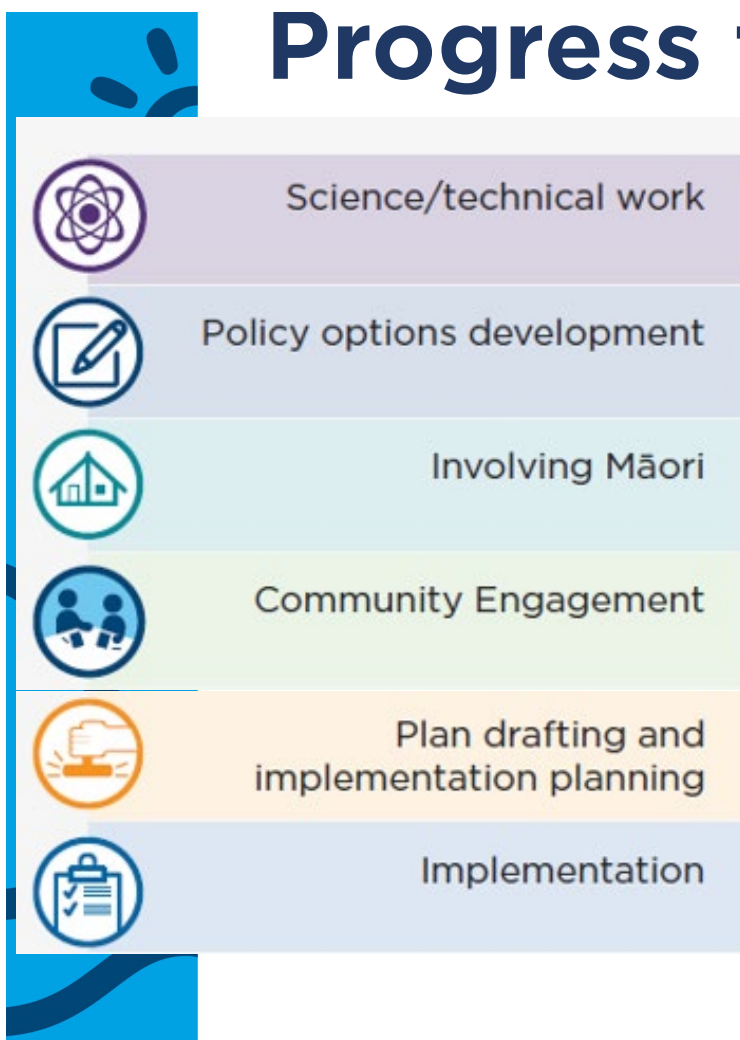 Progress
Science/technical work
Policy options development
Involving Māori
Community Engagement
Plan drafting and
implementation planning
Implementation